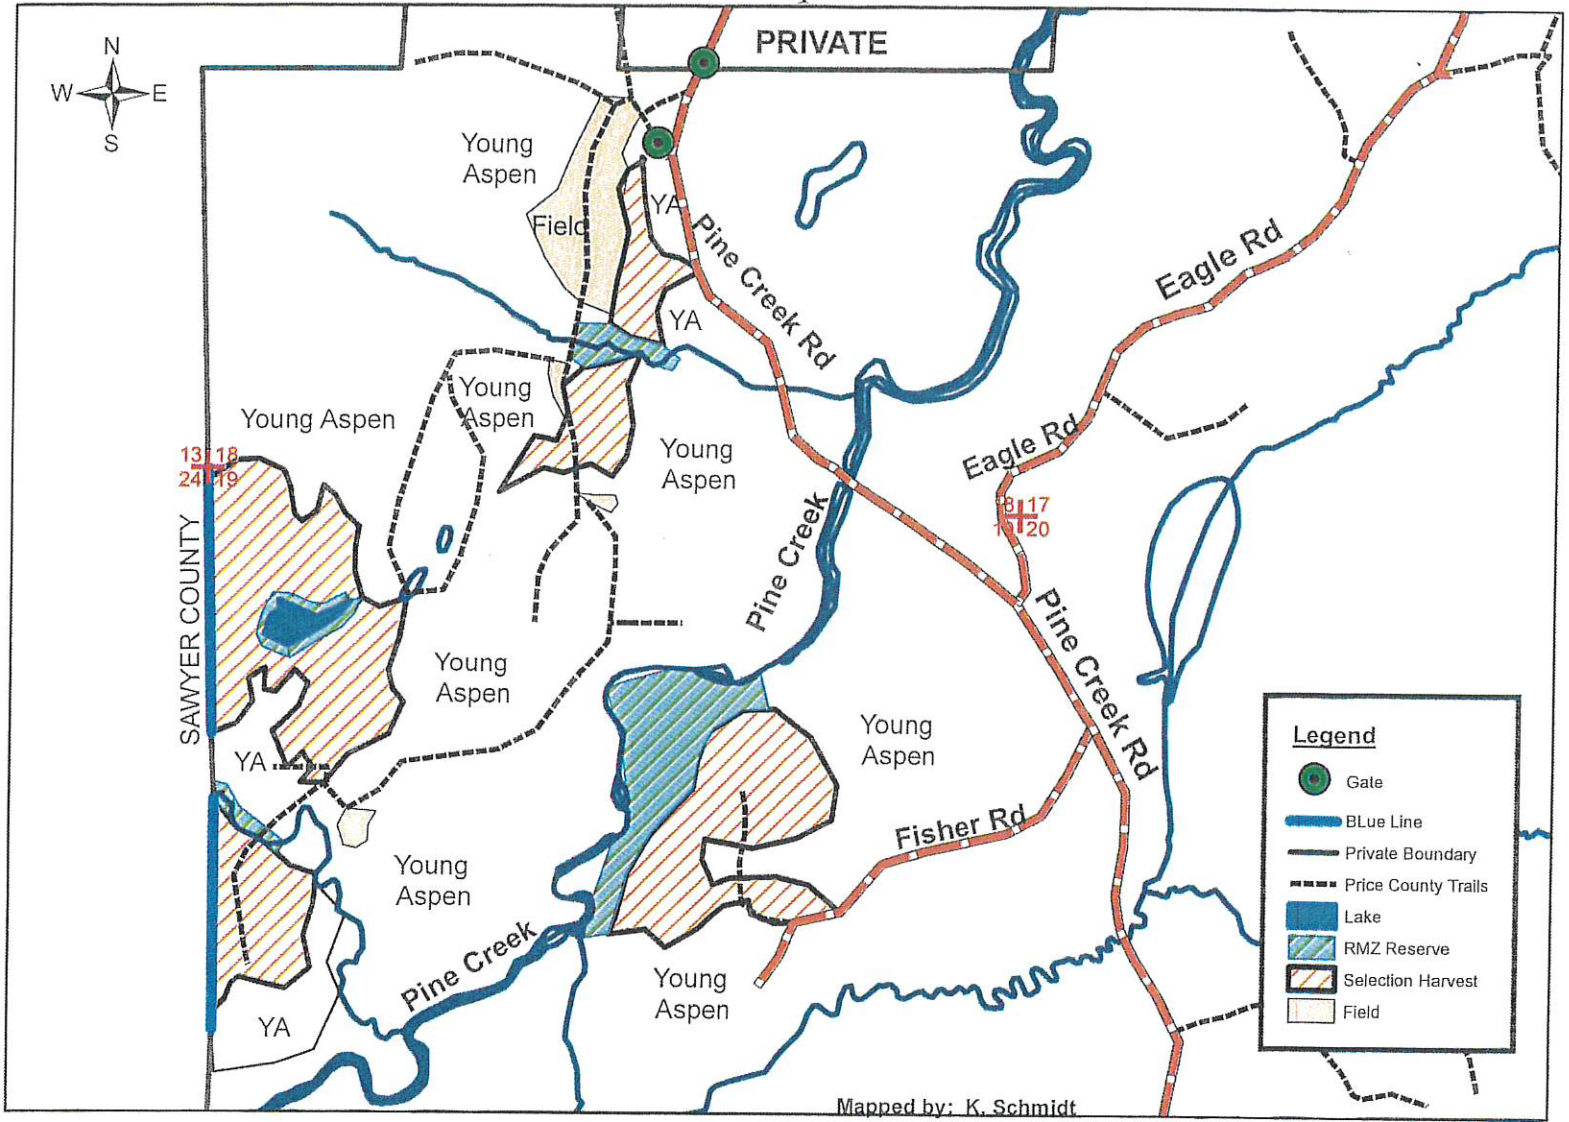 PRIVATE
N
W
E
S
Young
Aspen
Field
YA
Pine Creek Rd
YA
Eagle Rd
Young Aspen
Young
Aspen
Young
Aspen
Eagle Rd
13 18
24 19
8 17
19 20
SAWYER COUNTY
Pine Creek
Pine Creek Rd
Young
Aspen
YA
Young
Aspen
Fisher Rd
Young
Aspen
Pine Creek
Young
Aspen
YA
Legend
Gate
BLue Line
Private Boundary
Price County Trails
Lake
RMZ Reserve
Selection Harvest
Field
Mapped by: K. Schmidt